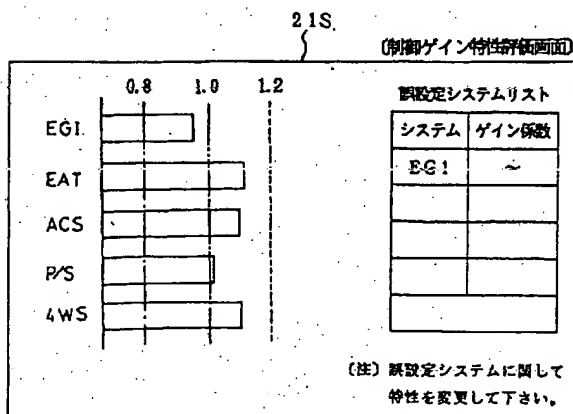 21S
〔制御ゲイン特性評価画面〕
0.8 1.0 1.2
誤設定システムリスト
システム ゲイン係数
EGI
EAT
ACS
P/S
4WS
EGI ~
(注) 誤設定システムに関して
特性を変更して下さい。